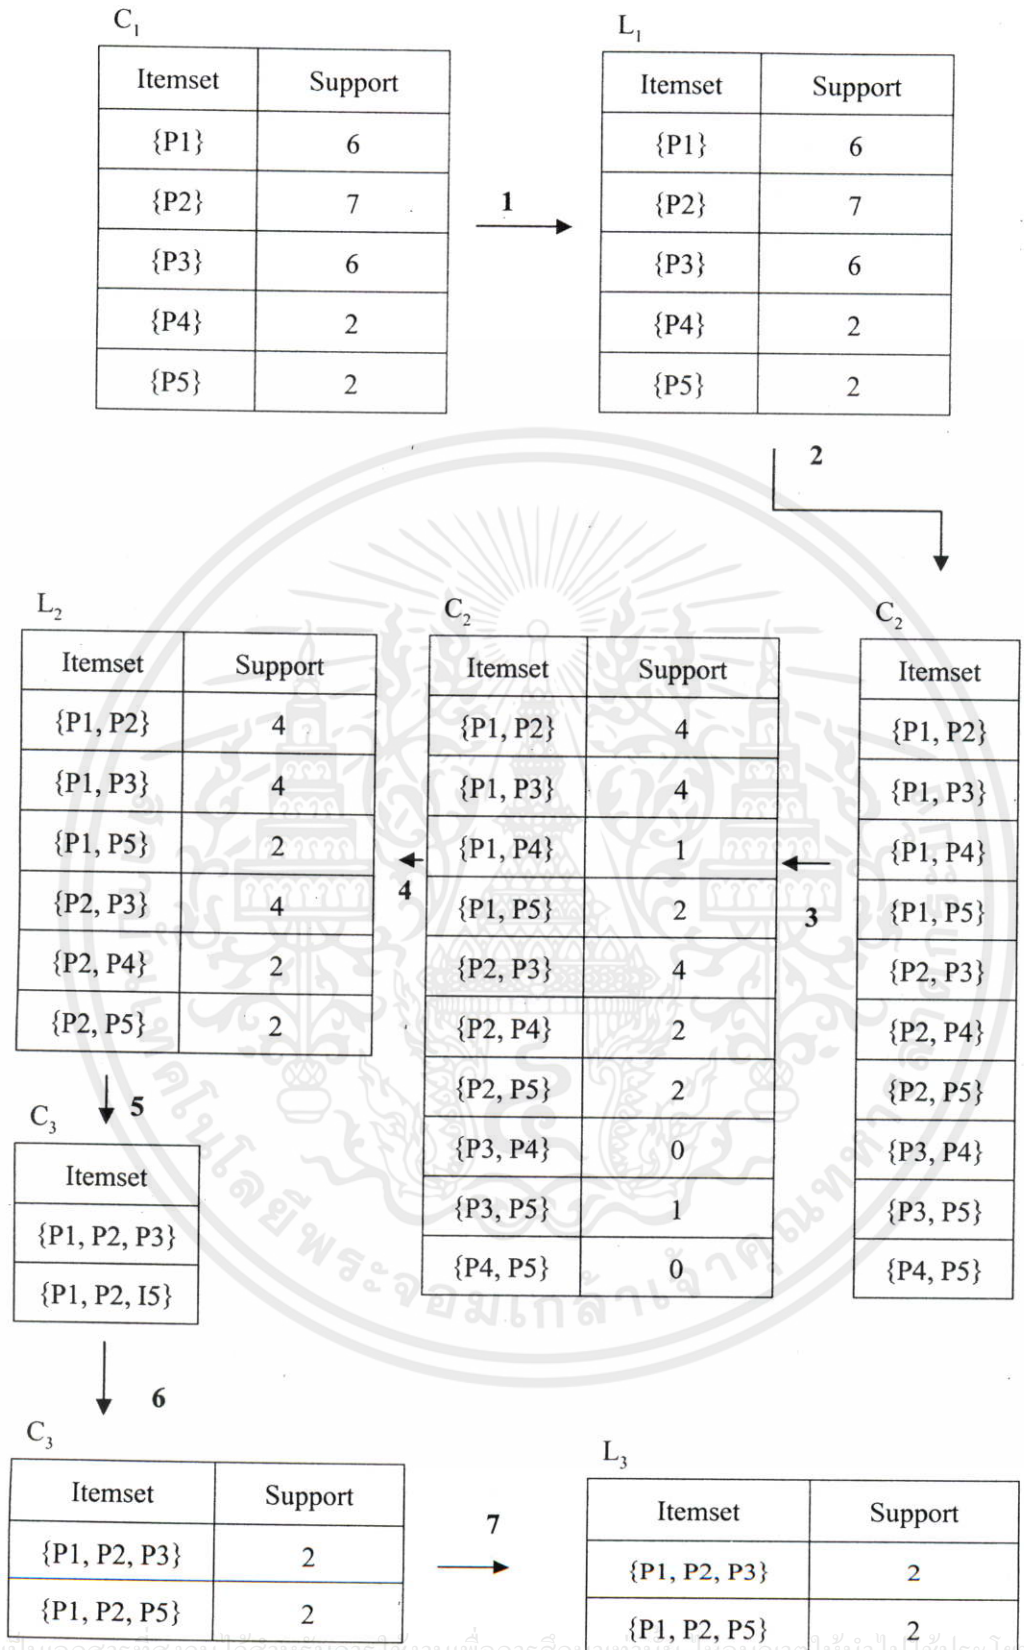 C1
L1
Itemset Support
{P1} 6
{P2} 7
{P3} 6
{P4} 2
{P5} 2
1
Itemset Support
{P1} 6
{P2} 7
{P3} 6
{P4} 2
{P5} 2
2
C2
Itemset
{P1, P2}
{P1, P3}
{P1, P4}
{P1, P5}
{P2, P3}
{P2, P4}
{P2, P5}
{P3, P4}
{P3, P5}
{P4, P5}
3
C2
Itemset Support
{P1, P2} 4
{P1, P3} 4
{P1, P4} 1
{P1, P5} 2
{P2, P3} 4
{P2, P4} 2
{P2, P5} 2
{P3, P4} 0
{P3, P5} 1
{P4, P5} 0
4
L2
Itemset Support
{P1, P2} 4
{P1, P3} 4
{P1, P5} 2
{P2, P3} 4
{P2, P4} 2
{P2, P5} 2
5
C3
Itemset
{P1, P2, P3}
{P1, P2, I5}
6
C3
Itemset Support
{P1, P2, P3} 2
{P1, P2, P5} 2
7
L3
Itemset Support
{P1, P2, P3} 2
{P1, P2, P5} 2